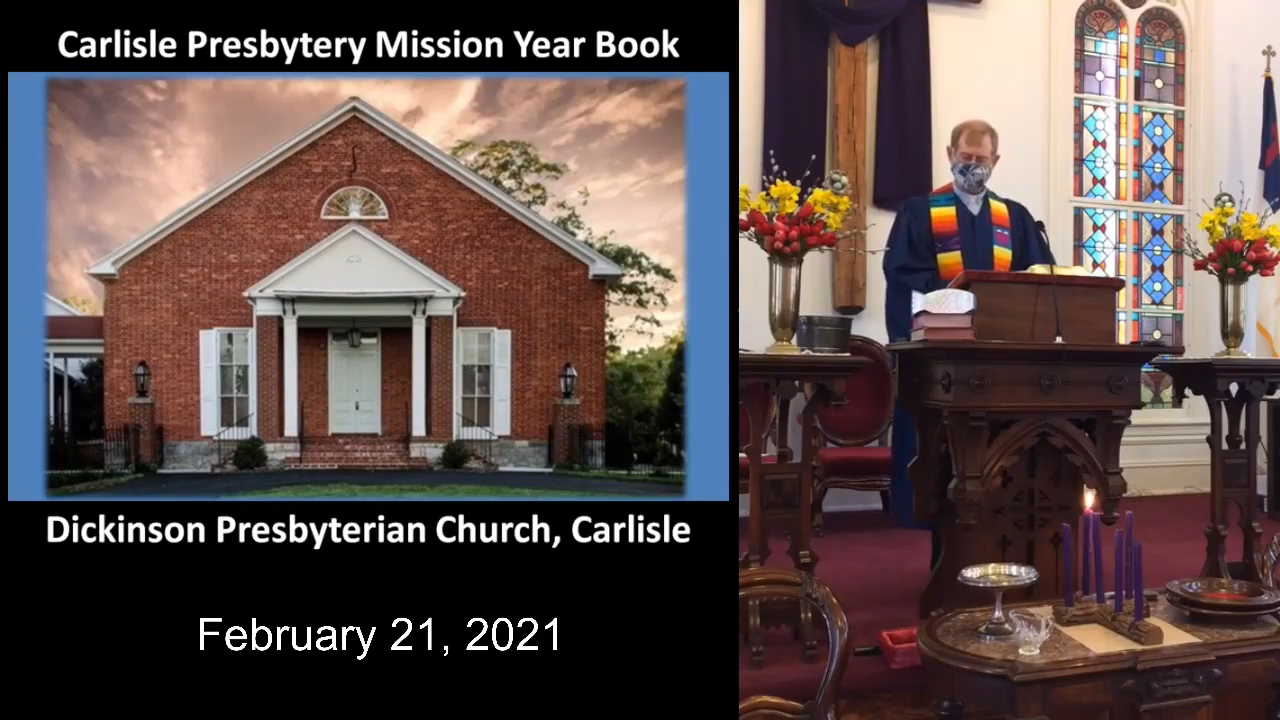 Carlisle Presbytery Mission Year Book
Dickinson Presbyterian Church, Carlisle
February 21, 2021